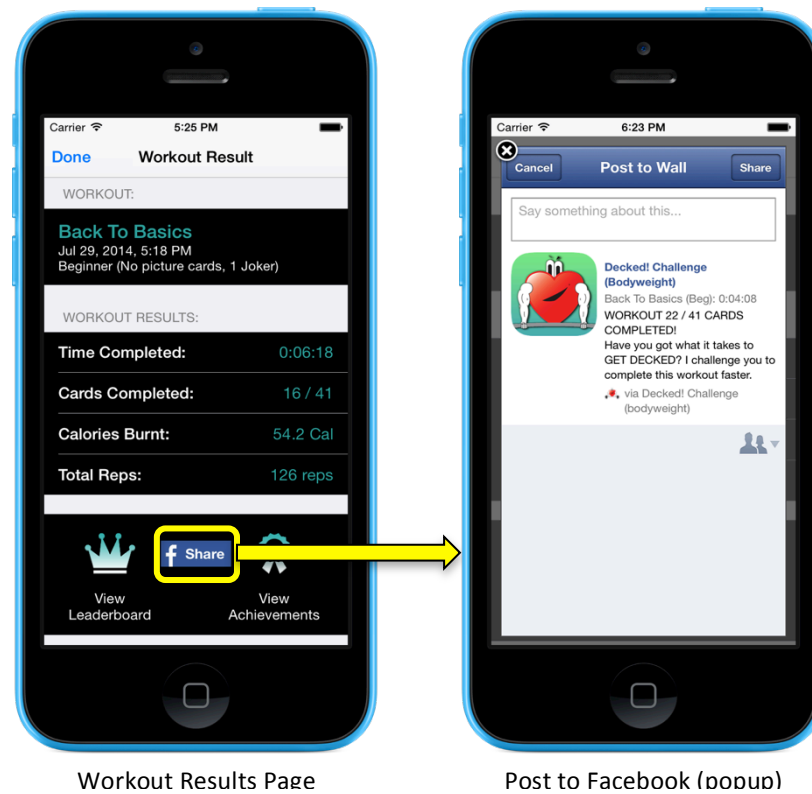 Carrier 5:25 PM
Done Workout Result
WORKOUT:
Back To Basics
Jul 29, 2014, 5:18 PM
Beginner (No picture cards, 1 Joker)
WORKOUT RESULTS:
Time Completed: 0:06:18
Cards Completed: 16 / 41
Calories Burnt: 54.2 Cal
Total Reps: 126 reps
f Share
View
Leaderboard
View
Achievements
Workout Results Page
Carrier 6:23 PM
Cancel Post to Wall Share
Say something about this...
Decked! Challenge
(Bodyweight)
Back To Basics (Beg): 0:04:08
WORKOUT 22 / 41 CARDS
COMPLETED!
Have you got what it takes to
GET DECKED? I challenge you to
complete this workout faster.
via Decked! Challenge
(bodyweight)
Post to Facebook (popup)